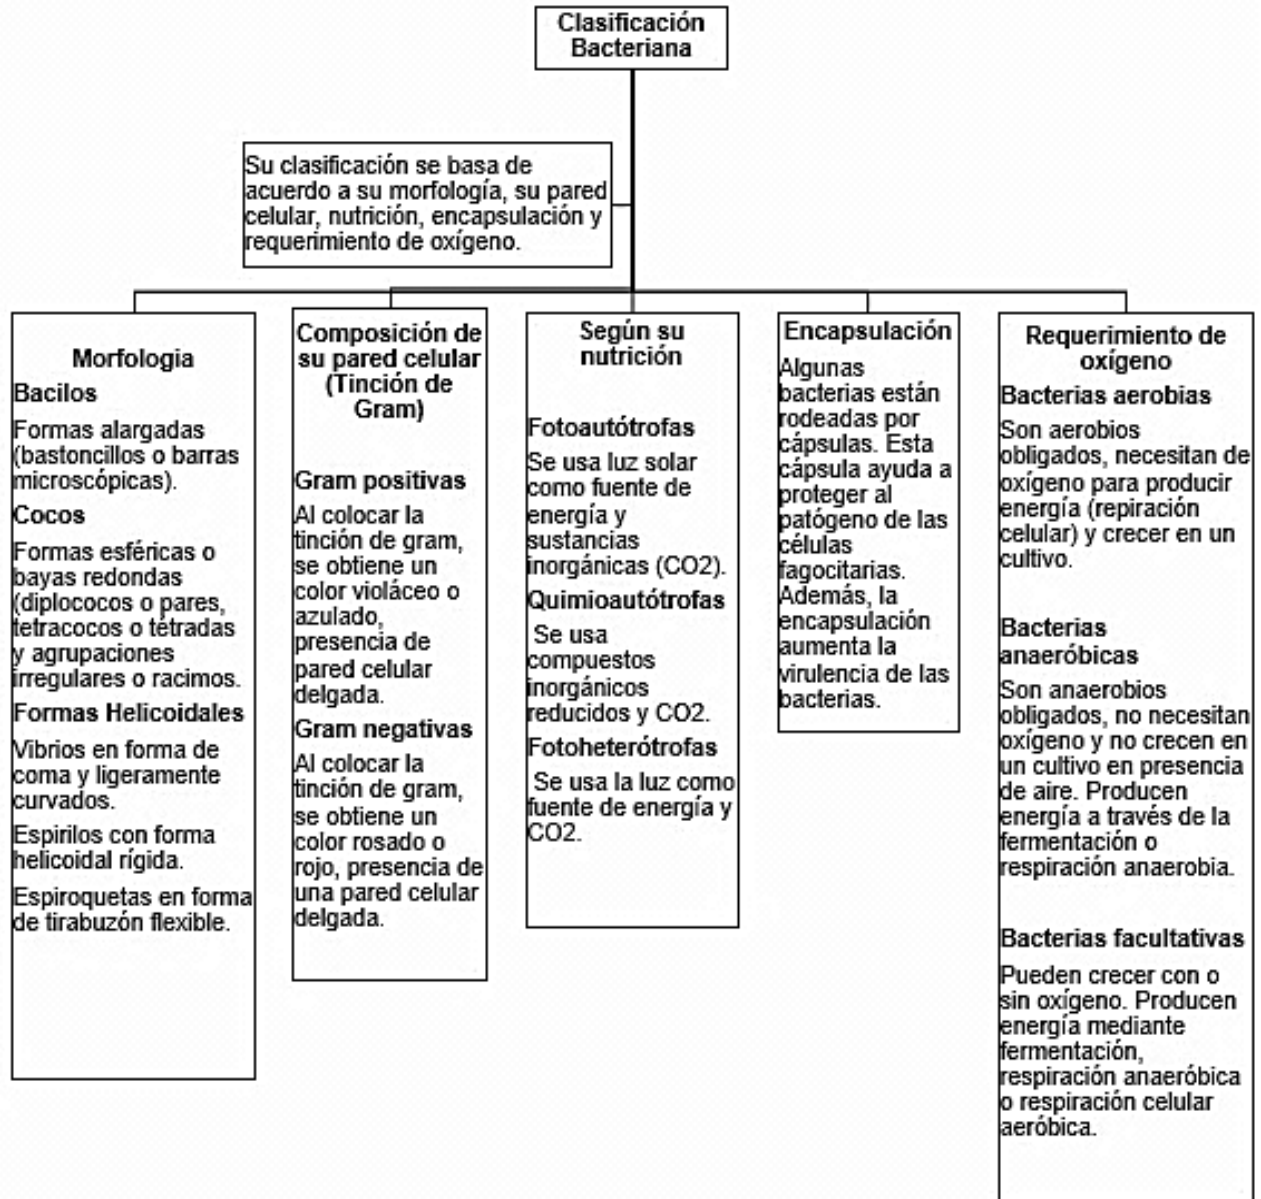 Clasificación
Bacteriana
Su clasificación se basa de
acuerdo a su morfología, su pared
celular, nutrición, encapsulación y
requerimiento de oxígeno.
Morfologia
Bacilos
Formas alargadas
(bastoncillos o barras
microscópicas).
Cocos
Formas esféricas o
bayas redondas
(diplococos o pares,
tetracocos o tétradas
y agrupaciones
irregulares o racimos.
Formas Helicoidales
Vibrios en forma de
coma y ligeramente
curvados.
Espirilos con forma
helicoidal rígida.
Espiroquetas en forma
de tirabuzón flexible.
Composición de
su pared celular
(Tinción de
Gram)
Gram positivas
Al colocar la
tinción de gram,
se obtiene un
color violáceo o
azulado,
presencia de
pared celular
delgada.
Gram negativas
Al colocar la
tinción de gram,
se obtiene un
color rosado o
rojo, presencia de
una pared celular
delgada.
Según su
nutrición
Fotoautótrofas
Se usa luz solar
como fuente de
energía y
sustancias
inorgánicas (CO2).
Quimioautótrofas
Se usa
compuestos
inorgánicos
reducidos y CO2.
Fotoheterótrofas
Se usa la luz como
fuente de energía y
CO2.
Encapsulación
Algunas
bacterias están
rodeadas por
cápsulas. Esta
cápsula ayuda a
proteger al
patógeno de las
células
fagocitarias.
Además, la
encapsulación
aumenta la
virulencia de las
bacterias.
Requerimiento de
oxígeno
Bacterias aerobias
Son aerobios
obligados, necesitan de
oxígeno para producir
energía (repiración
celular) y crecer en un
cultivo.
Bacterias
anaeróbicas
Son anaerobios
obligados, no necesitan
oxígeno y no crecen en
un cultivo en presencia
de aire. Producen
energía a través de la
fermentación o
respiración anaerobia.
Bacterias facultativas
Pueden crecer con o
sin oxígeno. Producen
energía mediante
fermentación,
respiración anaeróbica
o respiración celular
aeróbica.